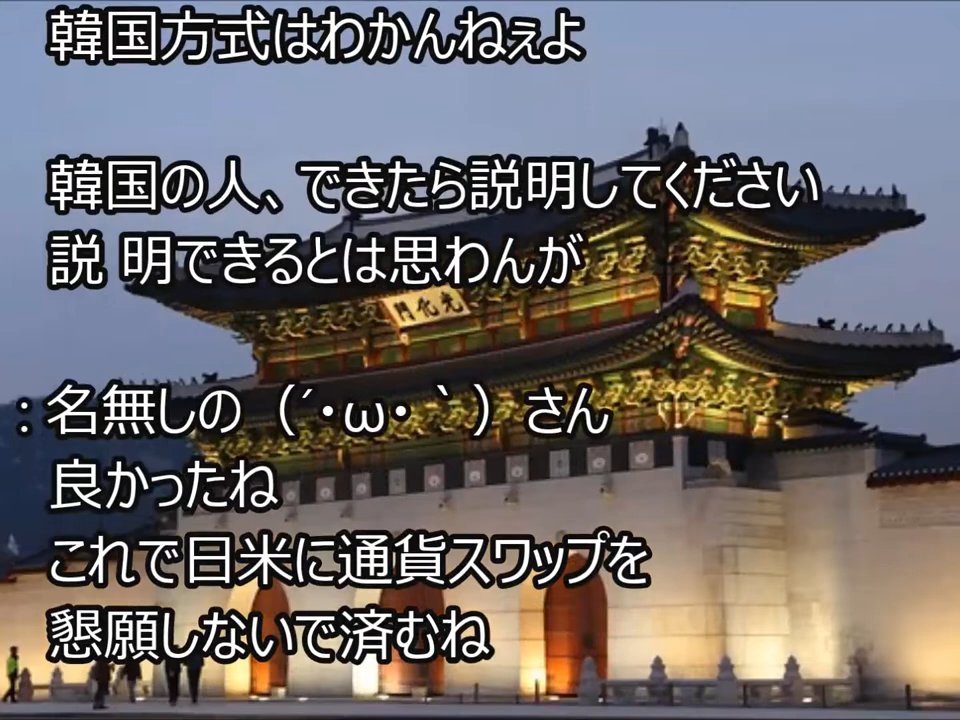 韓国方式はわかんねぇよ
韓国の人、できたら説明してください
説 明できるとは思わんが
光化門
：名無しの（´・ω・｀）さん
良かったね
これで日米に通貨スワップを
懇願しないで済むね